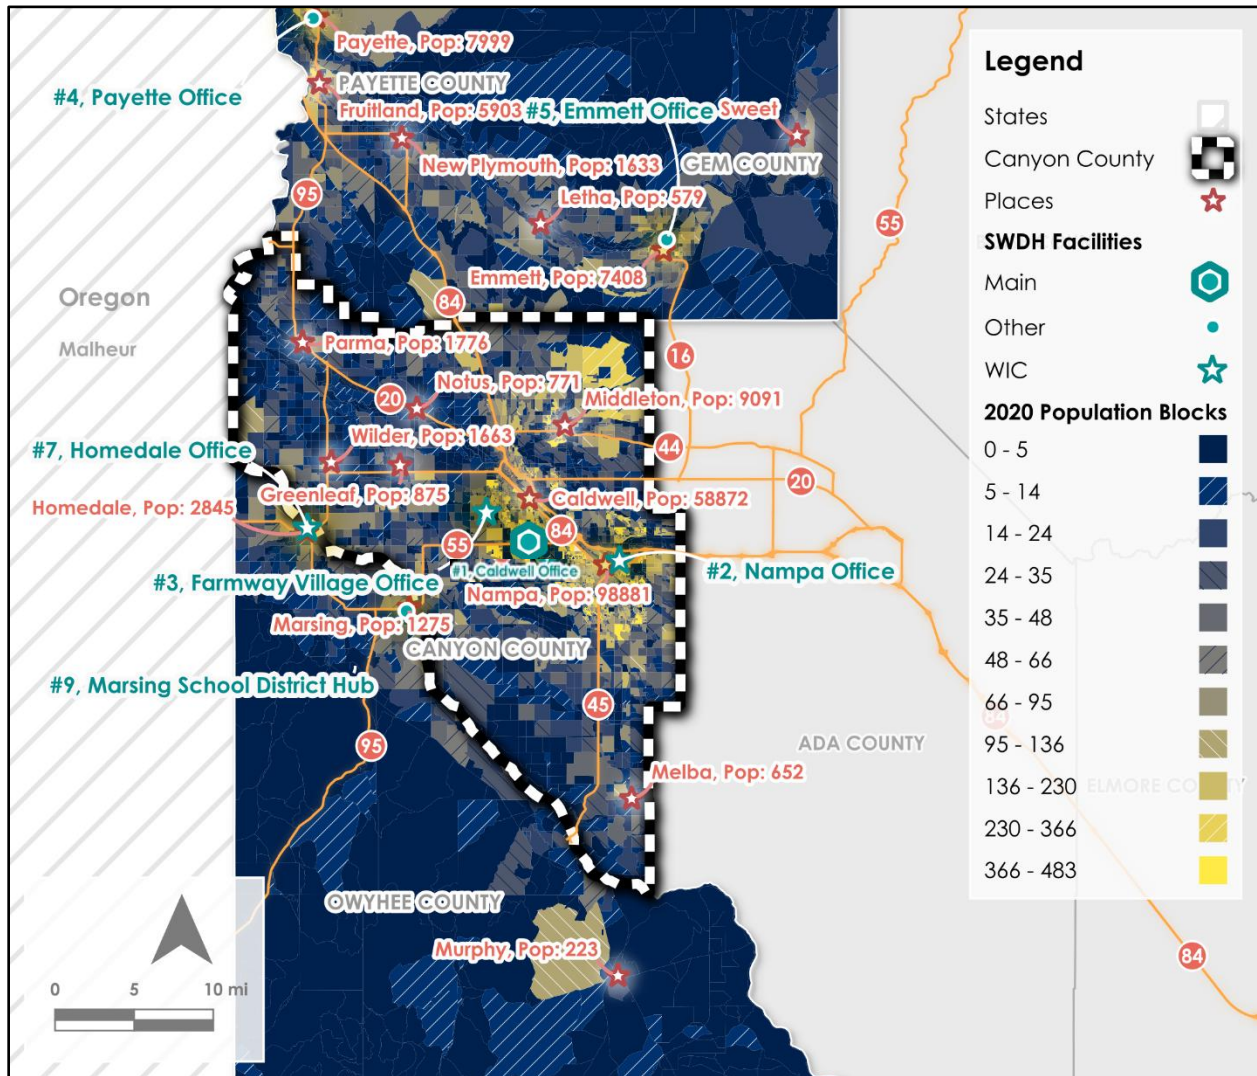 Payette, Pop: 7999
#4, Payette Office
PAYETTE COUNTY
Fruitland, Pop: 5903
#5, Emmett Office
Sweet
New Plymouth, Pop: 1633
GEM COUNTY
Letha, Pop: 579
95
55
Emmett, Pop: 7408
Oregon
84
Malheur
Parma, Pop: 1776
16
Notus, Pop: 771
20
Middleton, Pop: 9091
Wilder, Pop: 1663
44
#7, Homedale Office
20
Greenleaf, Pop: 875
Caldwell, Pop: 58872
Homedale, Pop: 2845
84
55
#1, Caldwell Office
#3, Farmway Village Office
#2, Nampa Office
Nampa, Pop: 98881
Marsing, Pop: 1275
CANYON COUNTY
#9, Marsing School District Hub
45
84
95
ADA COUNTY
Melba, Pop: 652
ELMORE COUNTY
OWYHEE COUNTY
Murphy, Pop: 223
84
0 5 10 mi
Legend
States
Canyon County
Places
SWDH Facilities
Main
Other
WIC
2020 Population Blocks
0 - 5
5 - 14
14 - 24
24 - 35
35 - 48
48 - 66
66 - 95
95 - 136
136 - 230
230 - 366
366 - 483